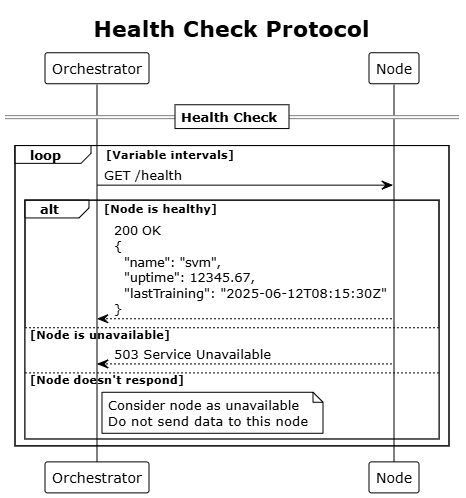 Health Check Protocol
Orchestrator Node
Health Check
loop [Variable intervals]
GET /health
alt [Node is healthy]
200 OK
{
"name": "svm",
"uptime": 12345.67,
"lastTraining": "2025-06-12T08:15:30Z"
}
[Node is unavailable]
503 Service Unavailable
[Node doesn't respond]
Consider node as unavailable
Do not send data to this node
Orchestrator Node